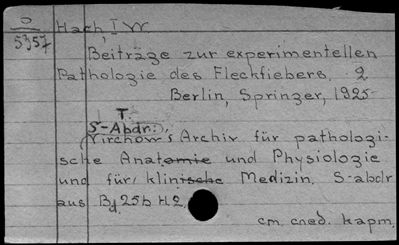 O
5357
Hach, I W
Beiträge zur experimentellen
Pathologie des Fleckfiebers, 2
Berlin, Springer, 1925
T.
S-Abdr.:
Virchow's Archiv für pathologi-
sche Anatomie und Physiologie
und für klinische Medizin. S-abdr
aus Bd 256 H 2